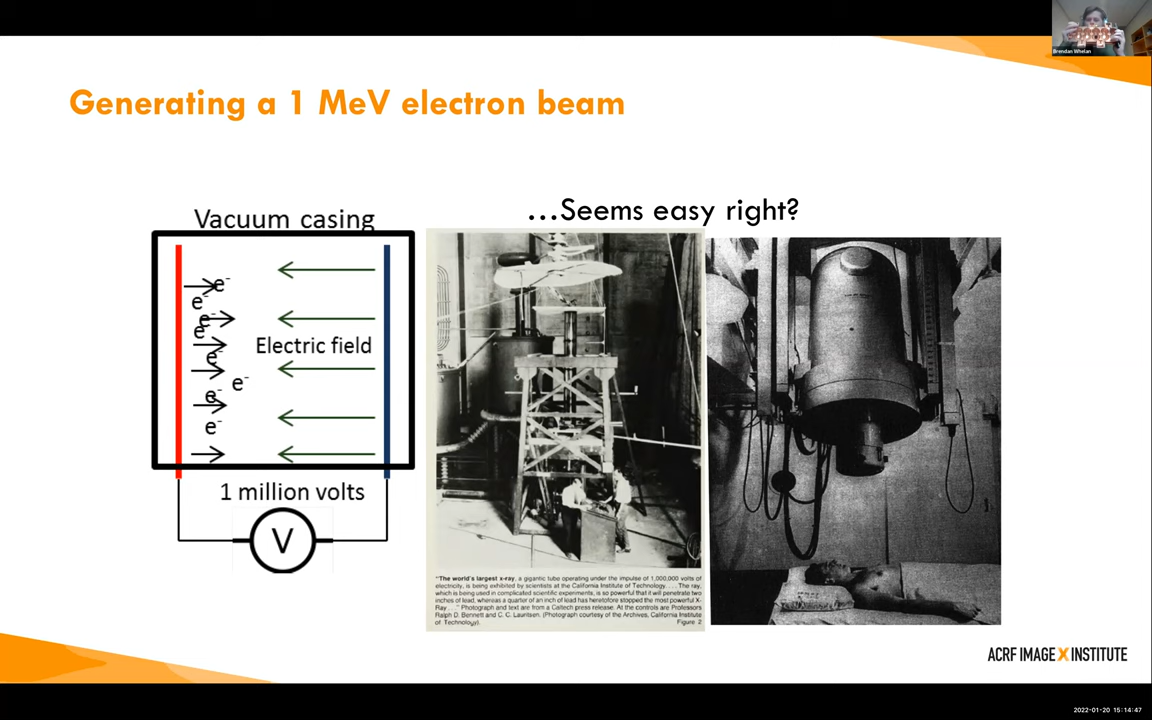 Brendan Whelan
Generating a 1 MeV electron beam
…Seems easy right?
Vacuum casing
e-
e-
e-
e-
e-
e-
e-
e-
Electric field
1 million volts
V
"The world's largest x-ray, a gigantic tube operating under the impulse of 1,000,000 volts of
electricity, is being exhibited by scientists at the California Institute of Technology. . . . The ray,
which is being used in complicated scientific experiments, is so powerful that it will penetrate two
inches of lead, whereas a quarter of an inch of lead has heretofore stopped the most powerful X-
Ray . . ." Photograph and text are from a Caltech press release. At the controls are Professors
Ralph D. Bennett and C. C. Lauritsen. (Photograph courtesy of the Archives, California Institute
of Technology).
Figure 2
ACRF IMAGE X INSTITUTE
2022-01-20 15:14:47